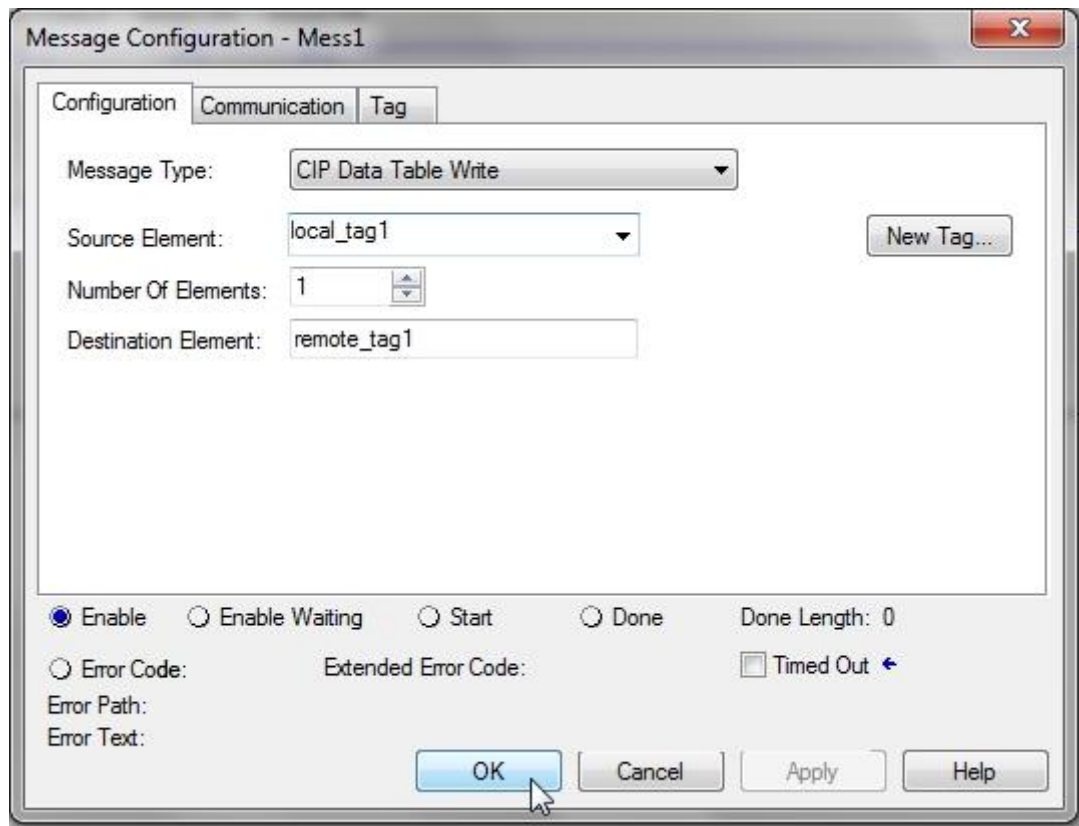 Message Configuration - Mess1
Configuration Communication Tag
Message Type: CIP Data Table Write
Source Element: local_tag1 New Tag...
Number Of Elements: 1
Destination Element: remote_tag1
Enable Enable Waiting Start Done Done Length: 0
Error Code: Extended Error Code: Timed Out
Error Path:
Error Text:
OK Cancel Apply Help